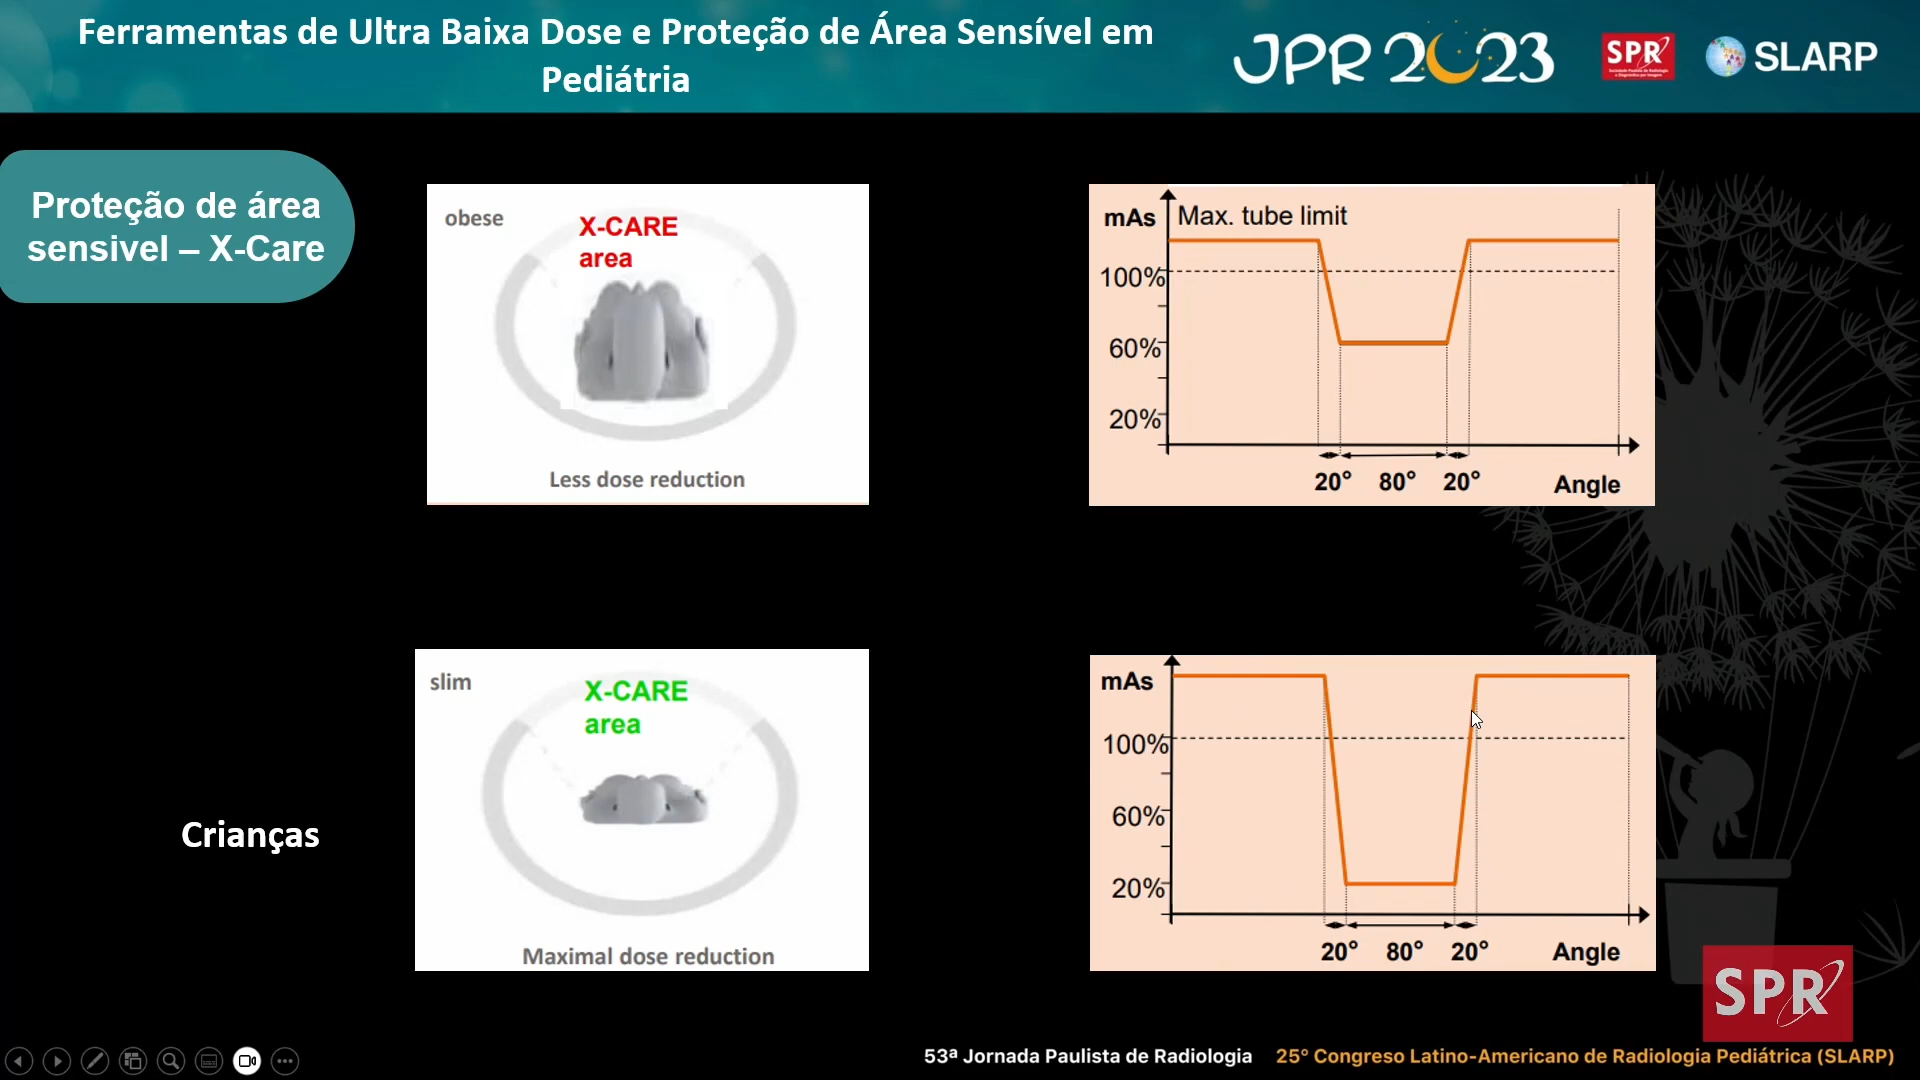 Ferramentas de Ultra Baixa Dose e Proteção de Área Sensível em
Pediátria
JPR 2023
SPR
SLARP
Proteção de área
sensivel – X-Care
obese
X-CARE
area
Less dose reduction
mAs
Max. tube limit
100%
60%
20%
20° 80° 20° Angle
Crianças
slim
X-CARE
area
Maximal dose reduction
mAs
100%
60%
20%
20° 80° 20° Angle
SPR
53ª Jornada Paulista de Radiologia 25° Congreso Latino-Americano de Radiologia Pediátrica (SLARP)